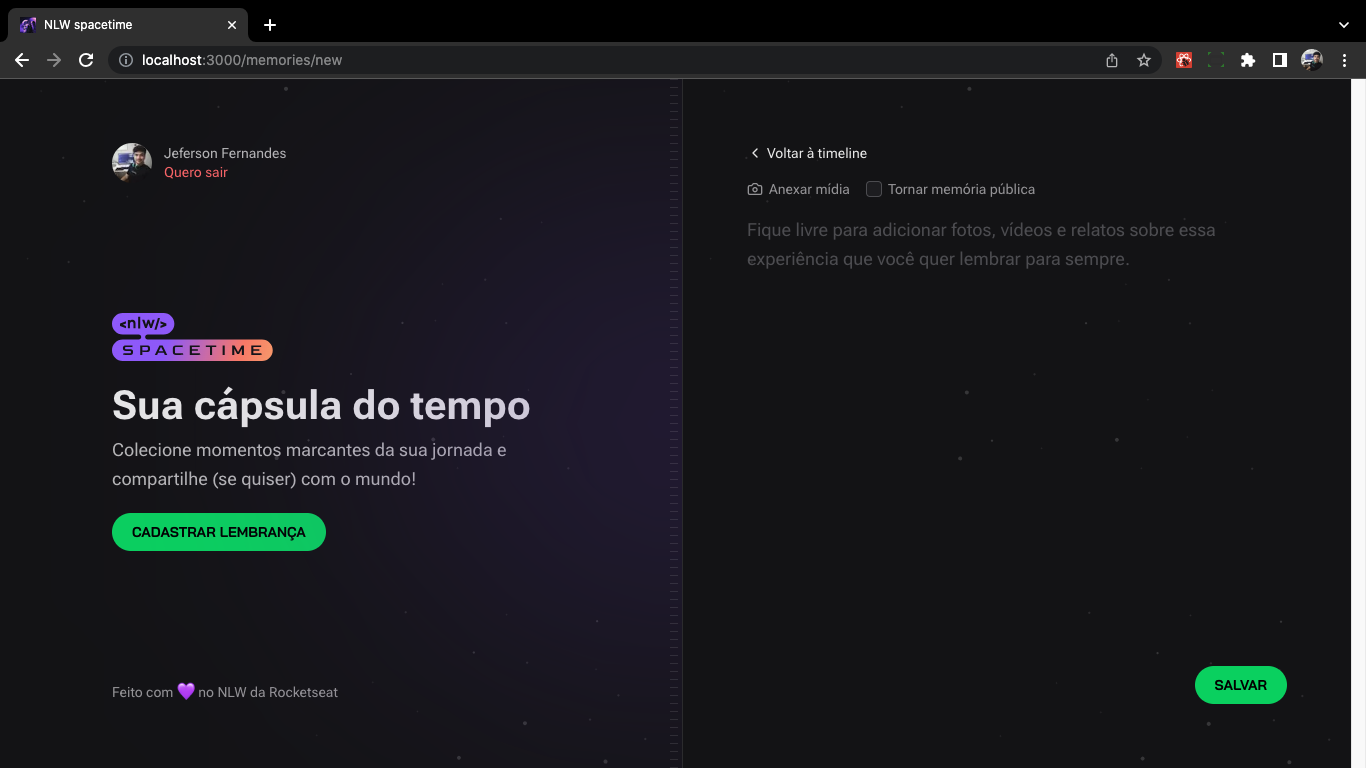 NLW spacetime
localhost:3000/memories/new
Jeferson Fernandes
Quero sair
<nlw/>
SPACETIME
Sua cápsula do tempo
Colecione momentos marcantes da sua jornada e
compartilhe (se quiser) com o mundo!
CADASTRAR LEMBRANÇA
Feito com 💜 no NLW da Rocketseat
Voltar à timeline
Anexar mídia
Tornar memória pública
Fique livre para adicionar fotos, vídeos e relatos sobre essa
experiência que você quer lembrar para sempre.
SALVAR